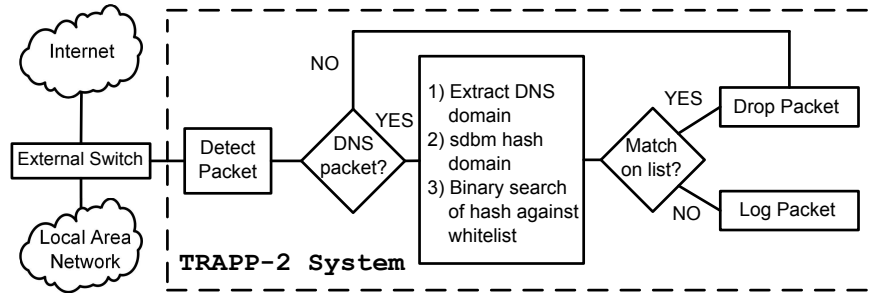 Internet
External Switch
Local Area
Network
Detect
Packet
NO
DNS
packet?
YES
1) Extract DNS
domain
2) sdbm hash
domain
3) Binary search
of hash against
whitelist
Match
on list?
YES
Drop Packet
NO
Log Packet
TRAPP-2 System